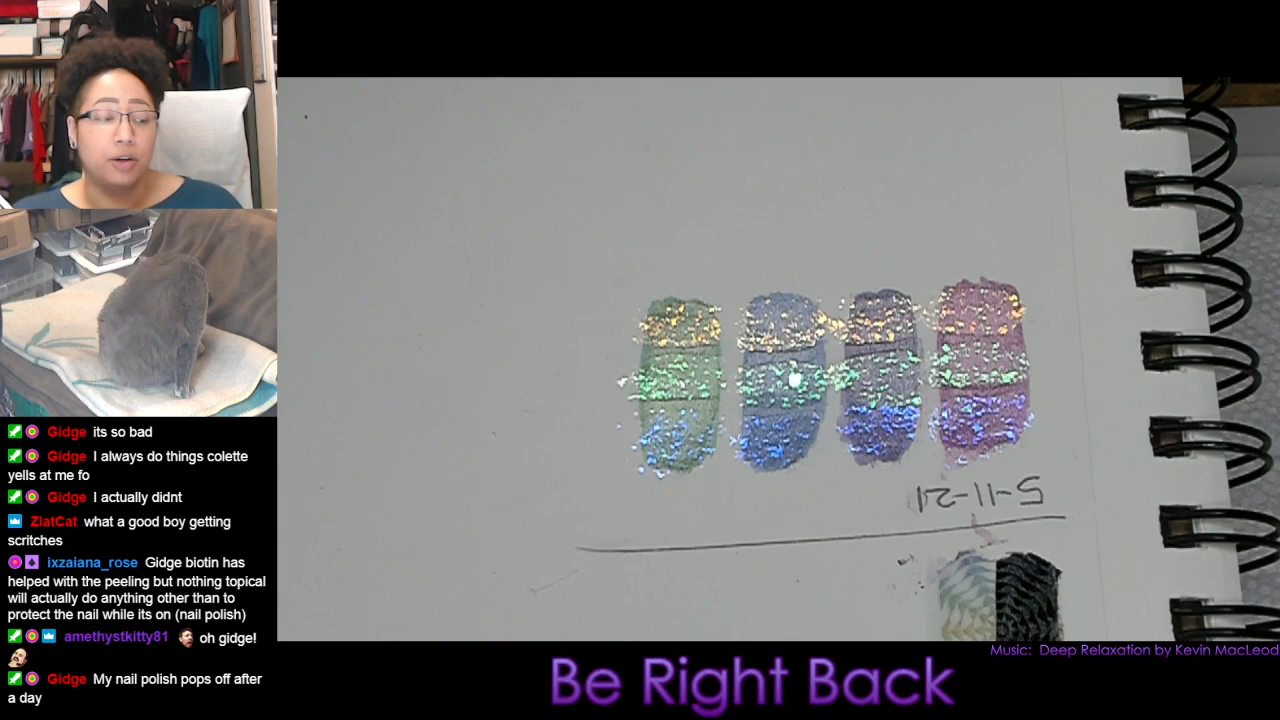 Gidge its so bad
Gidge I always do things colette
yells at me fo
Gidge I actually didnt
ZlatCat what a good boy getting
scritches
ixzaiana_rose Gidge biotin has
helped with the peeling but nothing topical
will actually do anything other than to
protect the nail while its on (nail polish)
amethystkitty81 oh gidge!
Gidge My nail polish pops off after
a day
5-11-21
Music: Deep Relaxation by Kevin MacLeod
Be Right Back